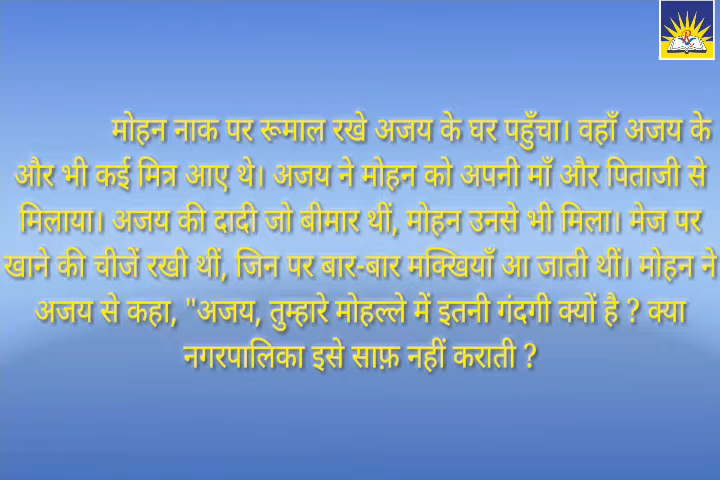 मोहन नाक पर रूमाल रखे अजय के घर पहुँचा। वहाँ अजय के
और भी कई मित्र आए थे। अजय ने मोहन को अपनी माँ और पिताजी से
मिलाया। अजय की दादी जो बीमार थीं, मोहन उनसे भी मिला। मेज पर
खाने की चीजें रखी थीं, जिन पर बार-बार मक्खियाँ आ जाती थीं। मोहन ने
अजय से कहा, "अजय, तुम्हारे मोहल्ले में इतनी गंदगी क्यों है ? क्या
नगरपालिका इसे साफ़ नहीं कराती ?